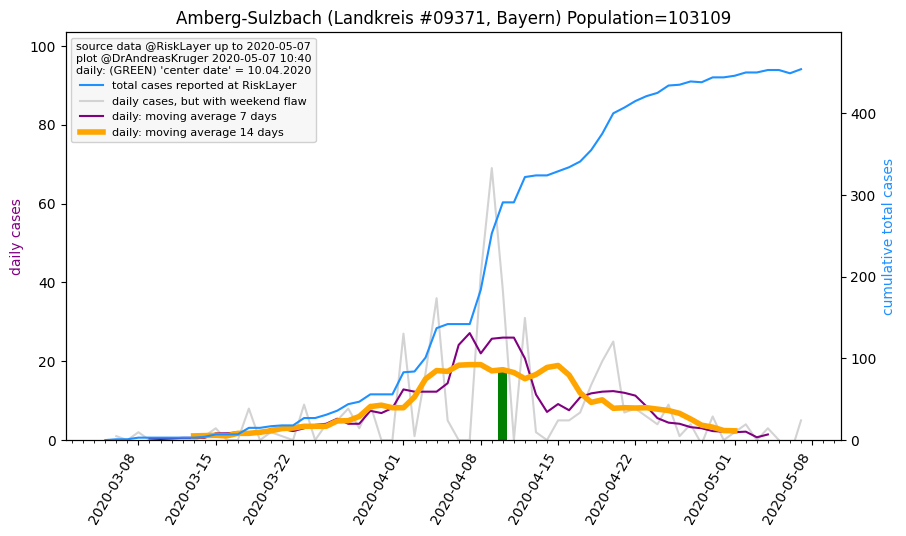 Amberg-Sulzbach (Landkreis #09371, Bayern) Population=103109
source data @RiskLayer up to 2020-05-07
plot @DrAndreasKruger 2020-05-07 10:40
daily: (GREEN) 'center date' = 10.04.2020
total cases reported at RiskLayer
daily cases, but with weekend flaw
daily: moving average 7 days
daily: moving average 14 days
daily cases
100
80
60
40
20
0
cumulative total cases
400
300
200
100
0
2020-03-08
2020-03-15
2020-03-22
2020-04-01
2020-04-08
2020-04-15
2020-04-22
2020-05-01
2020-05-08